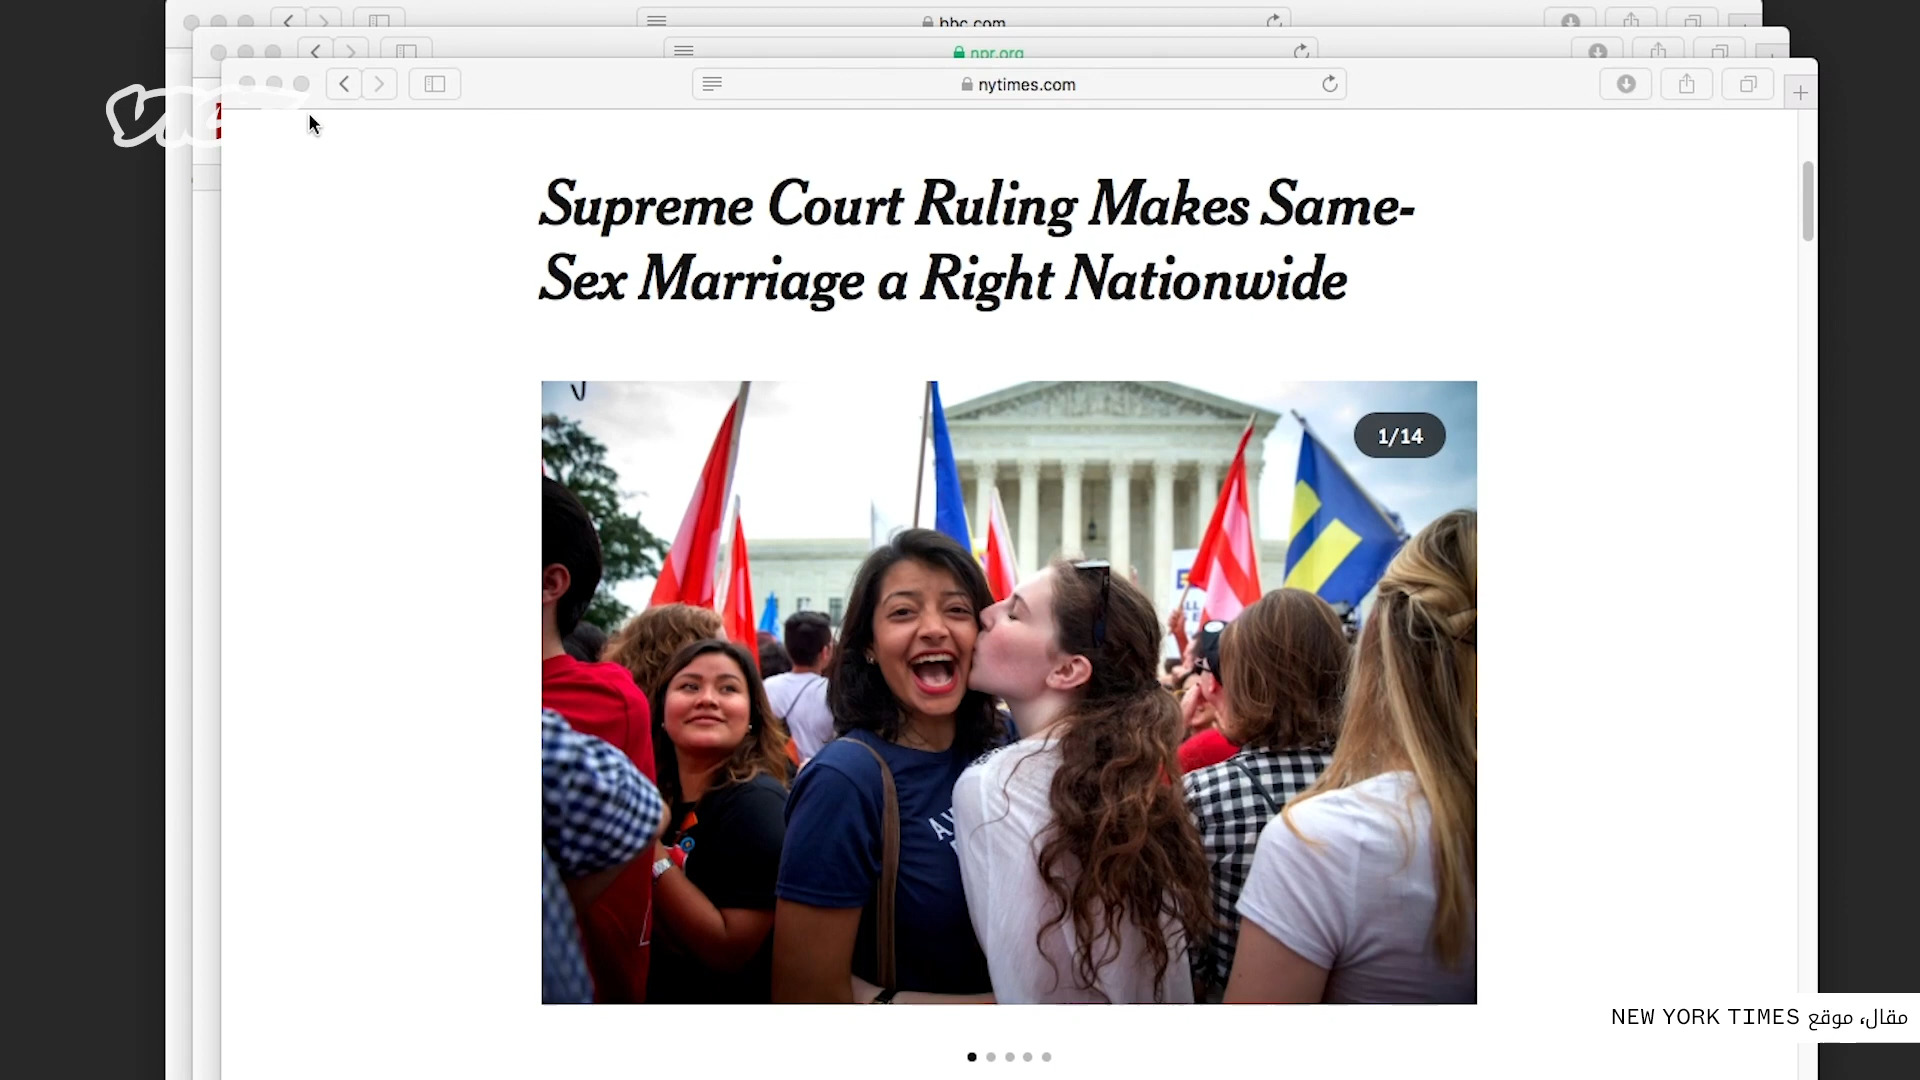 bbc.com
npr.org
nytimes.com
VICE
Supreme Court Ruling Makes Same-
Sex Marriage a Right Nationwide
1/14
مقال، موقع NEW YORK TIMES